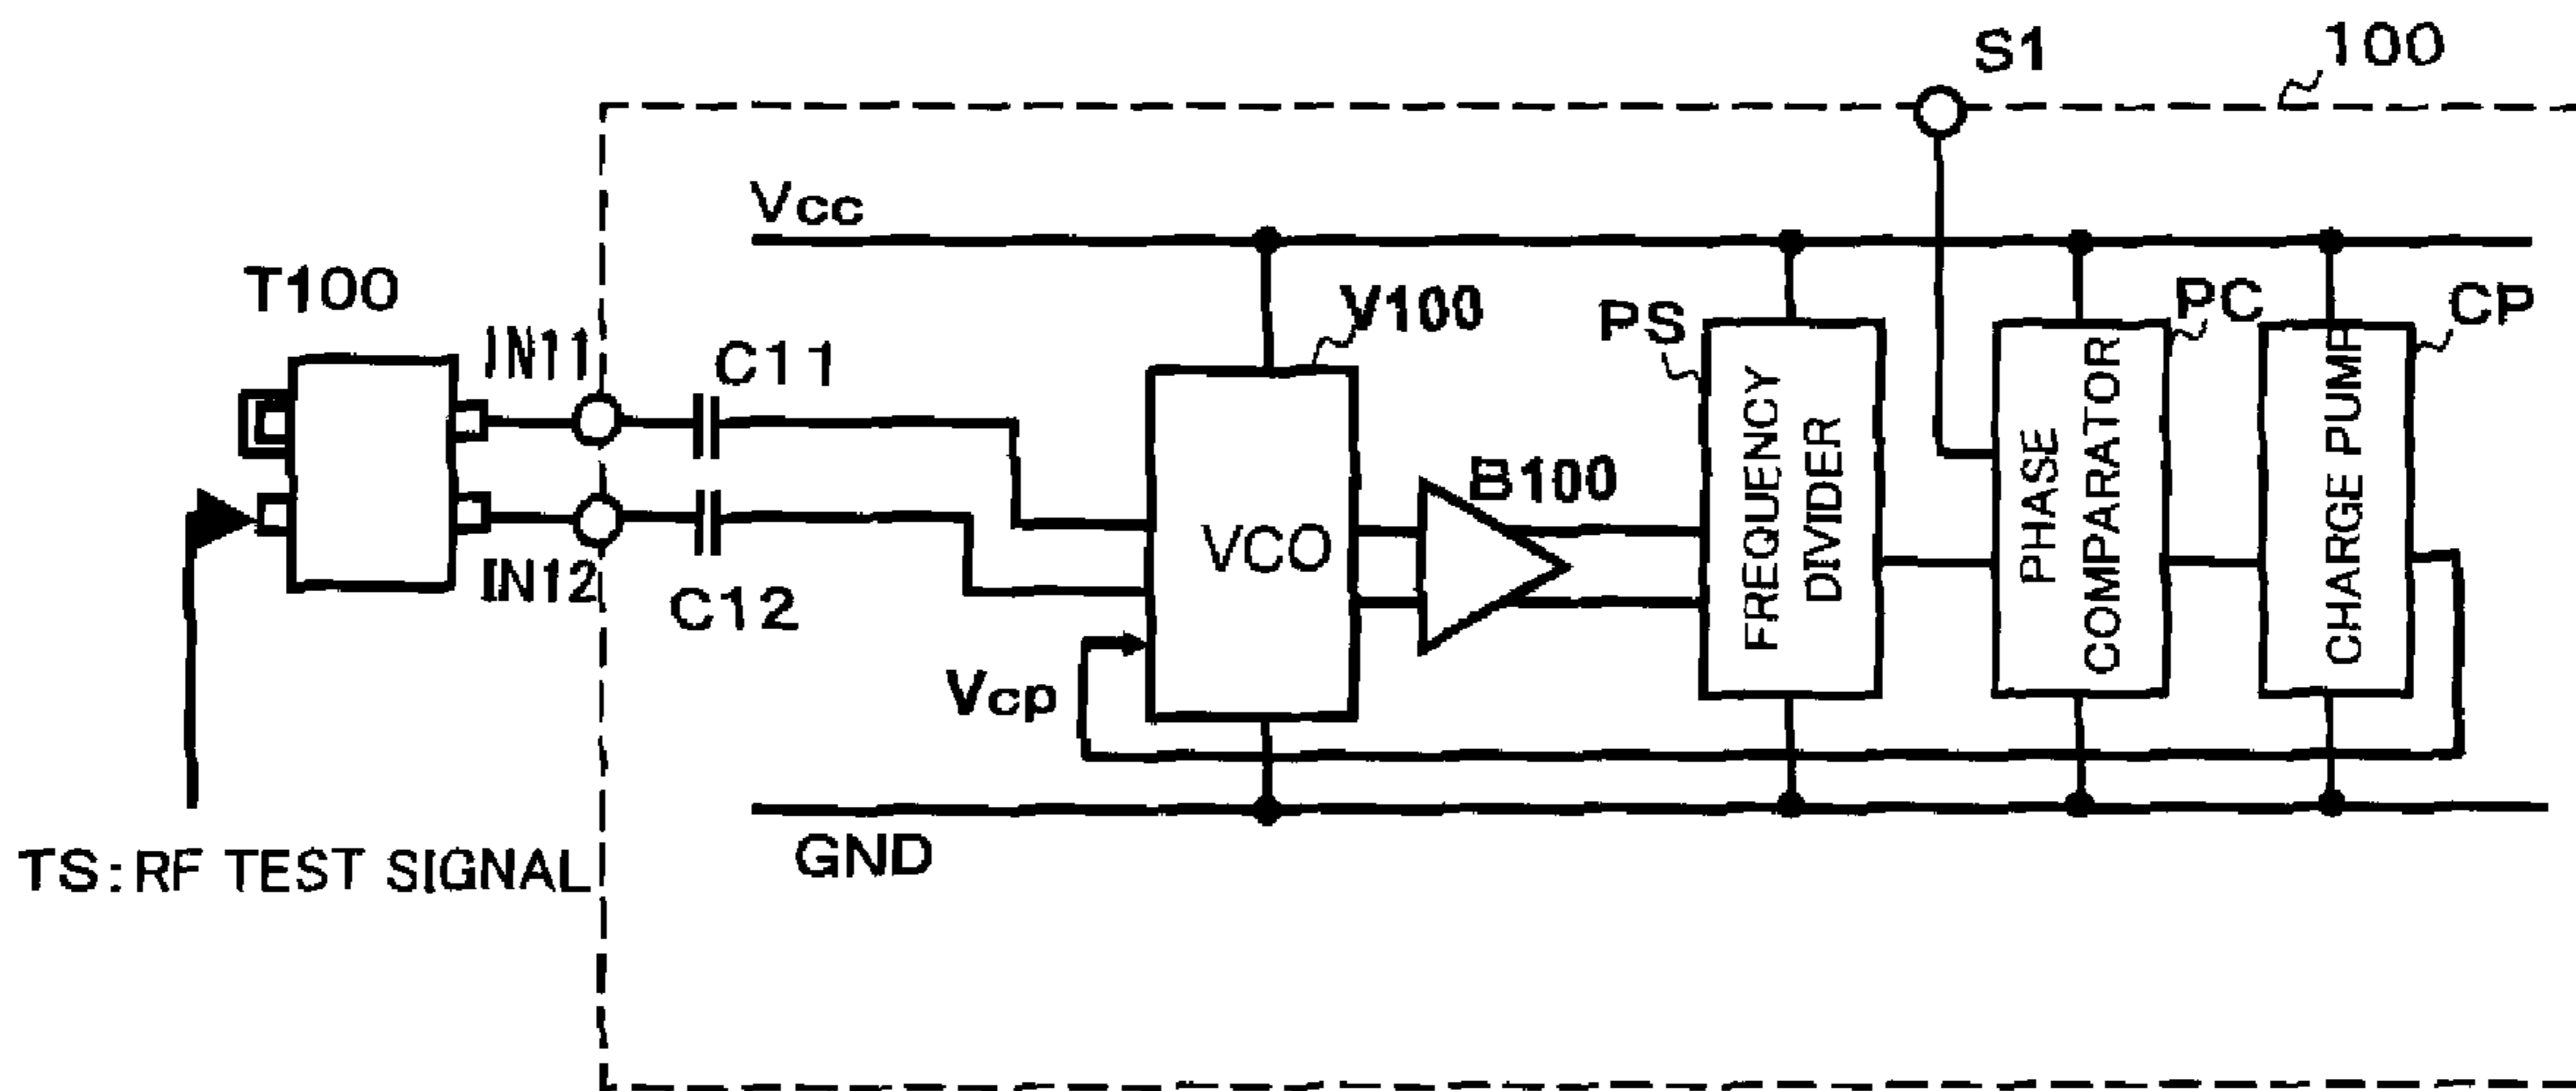 S1
100
Vcc
T100
IN11
C11
V100
PS
PC
CP
B100
VCO
FREQUENCY
DIVIDER
PHASE
COMPARATOR
CHARGE PUMP
IN12
C12
Vcp
GND
TS:RF TEST SIGNAL